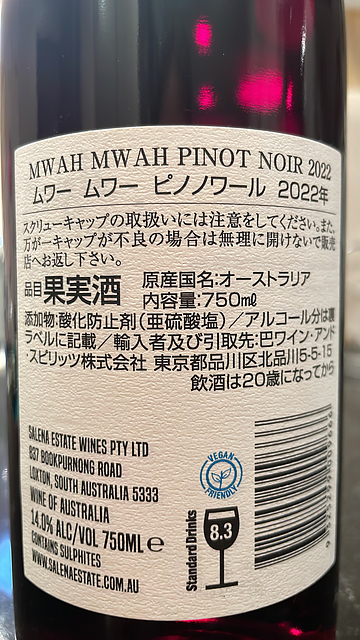 MWAH MWAH PINOT NOIR 2022
ムワー ムワー ピノノワール 2022年
スクリューキャップの取扱いには注意をしてください。また、
万が一キャップが不良の場合は無理に開けないで販売
店へお返し下さい。
品目果実酒
原産国名:オーストラリア
内容量:750mℓ
添加物:酸化防止剤(亜硫酸塩)/アルコール分は裏
ラベルに記載/輸入者及び引取先:巴ワイン・アンド
・スピリッツ株式会社 東京都品川区北品川5-5-15
飲酒は20歳になってから
SALENA ESTATE WINES PTY LTD
837 BOOKPURNONG ROAD
LOXTON, SOUTH AUSTRALIA 5333
WINE OF AUSTRALIA
14.0% ALC/VOL 750ML e
CONTAINS SULPHITES
WWW.SALENAESTATE.COM.AU
VEGAN
FRIENDLY
Standard Drinks
8.3